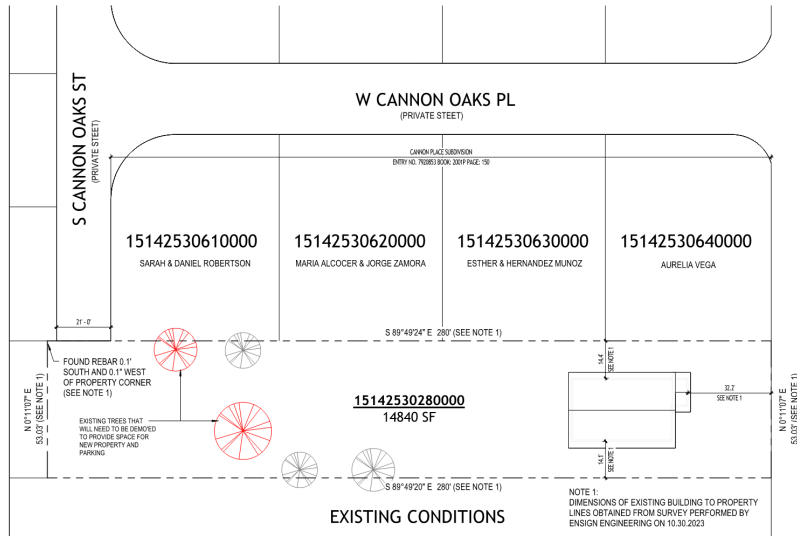 W CANNON OAKS PL
(PRIVATE STEET)
S CANNON OAKS ST
(PRIVATE STEET)
CANNON PLACE SUBDIVISION
ENTRY NO. 7920853 BOOK: 2001P PAGE: 150
15142530610000
SARAH & DANIEL ROBERTSON
15142530620000
MARIA ALCOCER & JORGE ZAMORA
15142530630000
ESTHER & HERNANDEZ MUNOZ
15142530640000
AURELIA VEGA
21' - 0"
S 89°49'24" E 280' (SEE NOTE 1)
FOUND REBAR 0.1'
SOUTH AND 0.1" WEST
OF PROPERTY CORNER
(SEE NOTE 1)
N 0°11'07" E
53.03' (SEE NOTE 1)
EXISTING TREES THAT
WILL NEED TO BE DEMO'ED
TO PROVIDE SPACE FOR
NEW PROPERTY AND
PARKING
15142530280000
14840 SF
14.4'
SEE NOTE 1
32.2'
SEE NOTE 1
14.1'
SEE NOTE 1
N 0°11'07" E
53.03' (SEE NOTE 1)
S 89°49'20" E 280' (SEE NOTE 1)
EXISTING CONDITIONS
NOTE 1:
DIMENSIONS OF EXISTING BUILDING TO PROPERTY
LINES OBTAINED FROM SURVEY PERFORMED BY
ENSIGN ENGINEERING ON 10.30.2023